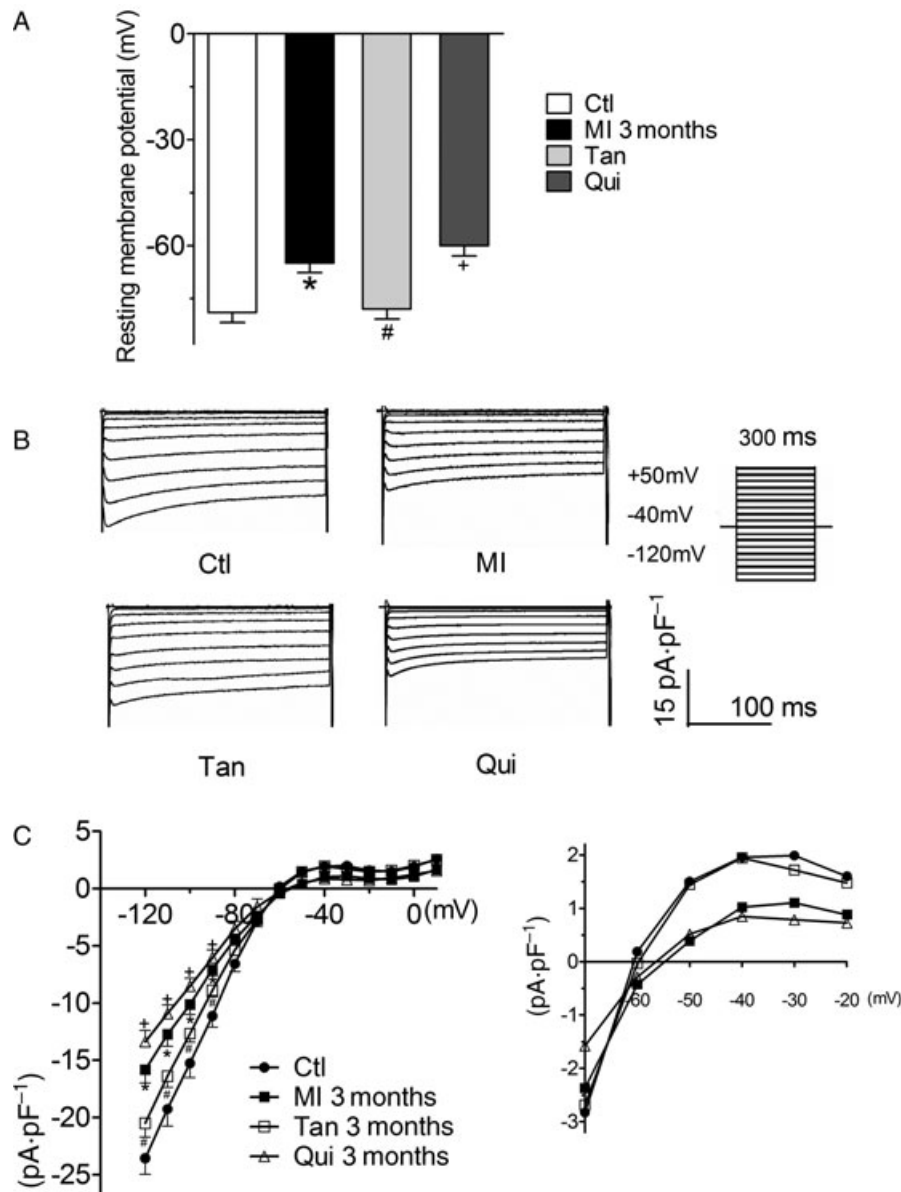 A
Resting membrane potential (mV)
0
-30
-60
*
#
+
Ctl
MI 3 months
Tan
Qui
B
Ctl
MI
300 ms
+50mV
-40mV
-120mV
Tan
Qui
15 pA·pF⁻¹
100 ms
C
5
0
-5
-10
-15
-20
-25
(pA·pF⁻¹)
-120
-80
-40
0 (mV)
+
+
+
+
*
*
*
*
#
#
#
#
Ctl
MI 3 months
Tan 3 months
Qui 3 months
2
1
0
-1
-2
-3
(pA·pF⁻¹)
-60
-50
-40
-30
-20
(mV)